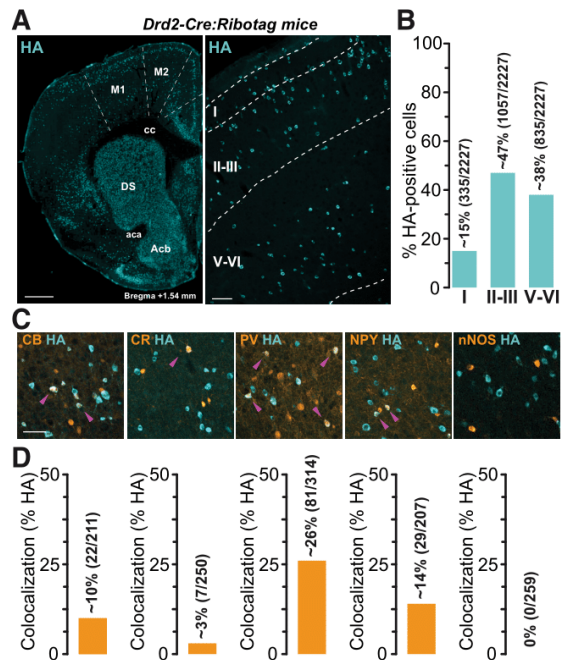 A
Drd2-Cre:Ribotag mice
HA
M1
M2
cc
DS
aca
Acb
Bregma +1.54 mm
HA
I
II-III
V-VI
B
% HA-positive cells
100
80
60
40
20
~15% (335/2227)
~47% (1057/2227)
~38% (835/2227)
I II-III V-VI
C
CB HA
CR HA
PV HA
NPY HA
nNOS HA
D
Colocalization (% HA)
50
25
0
~10% (22/211)
Colocalization (% HA)
50
25
0
~3% (7/250)
Colocalization (% HA)
50
25
0
~26% (81/314)
Colocalization (% HA)
50
25
0
~14% (29/207)
Colocalization (% HA)
50
25
0
0% (0/259)